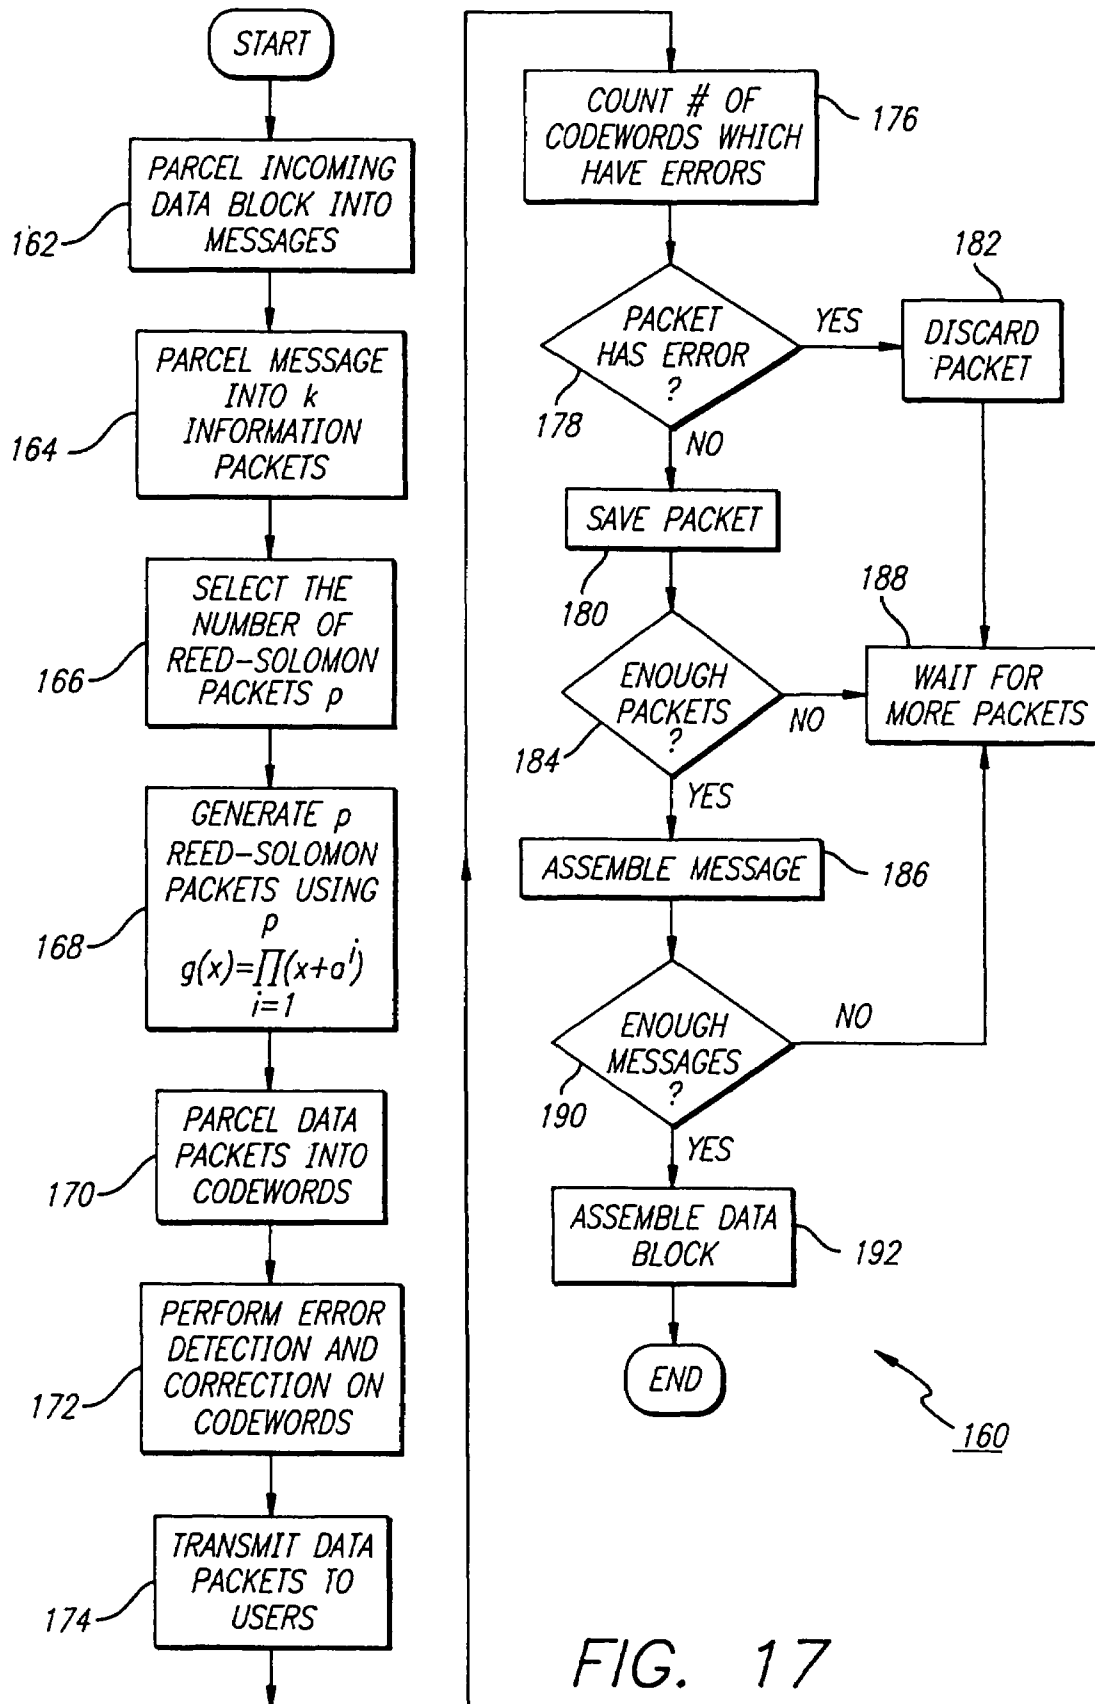 START
PARCEL INCOMING
DATA BLOCK INTO
MESSAGES
162
PARCEL MESSAGE
INTO k
INFORMATION
PACKETS
164
SELECT THE
NUMBER OF
REED-SOLOMON
PACKETS p
166
GENERATE p
REED-SOLOMON
PACKETS USING
p
g(x)=∏(x+a^i)
i=1
168
PARCEL DATA
PACKETS INTO
CODEWORDS
170
PERFORM ERROR
DETECTION AND
CORRECTION ON
CODEWORDS
172
TRANSMIT DATA
PACKETS TO
USERS
174
COUNT # OF
CODEWORDS WHICH
HAVE ERRORS
176
PACKET
HAS ERROR
?
178
YES
NO
182
DISCARD
PACKET
SAVE PACKET
180
188
WAIT FOR
MORE PACKETS
ENOUGH
PACKETS
?
184
NO
YES
ASSEMBLE MESSAGE
186
ENOUGH
MESSAGES
?
190
NO
YES
ASSEMBLE DATA
BLOCK
192
END
160
FIG. 17